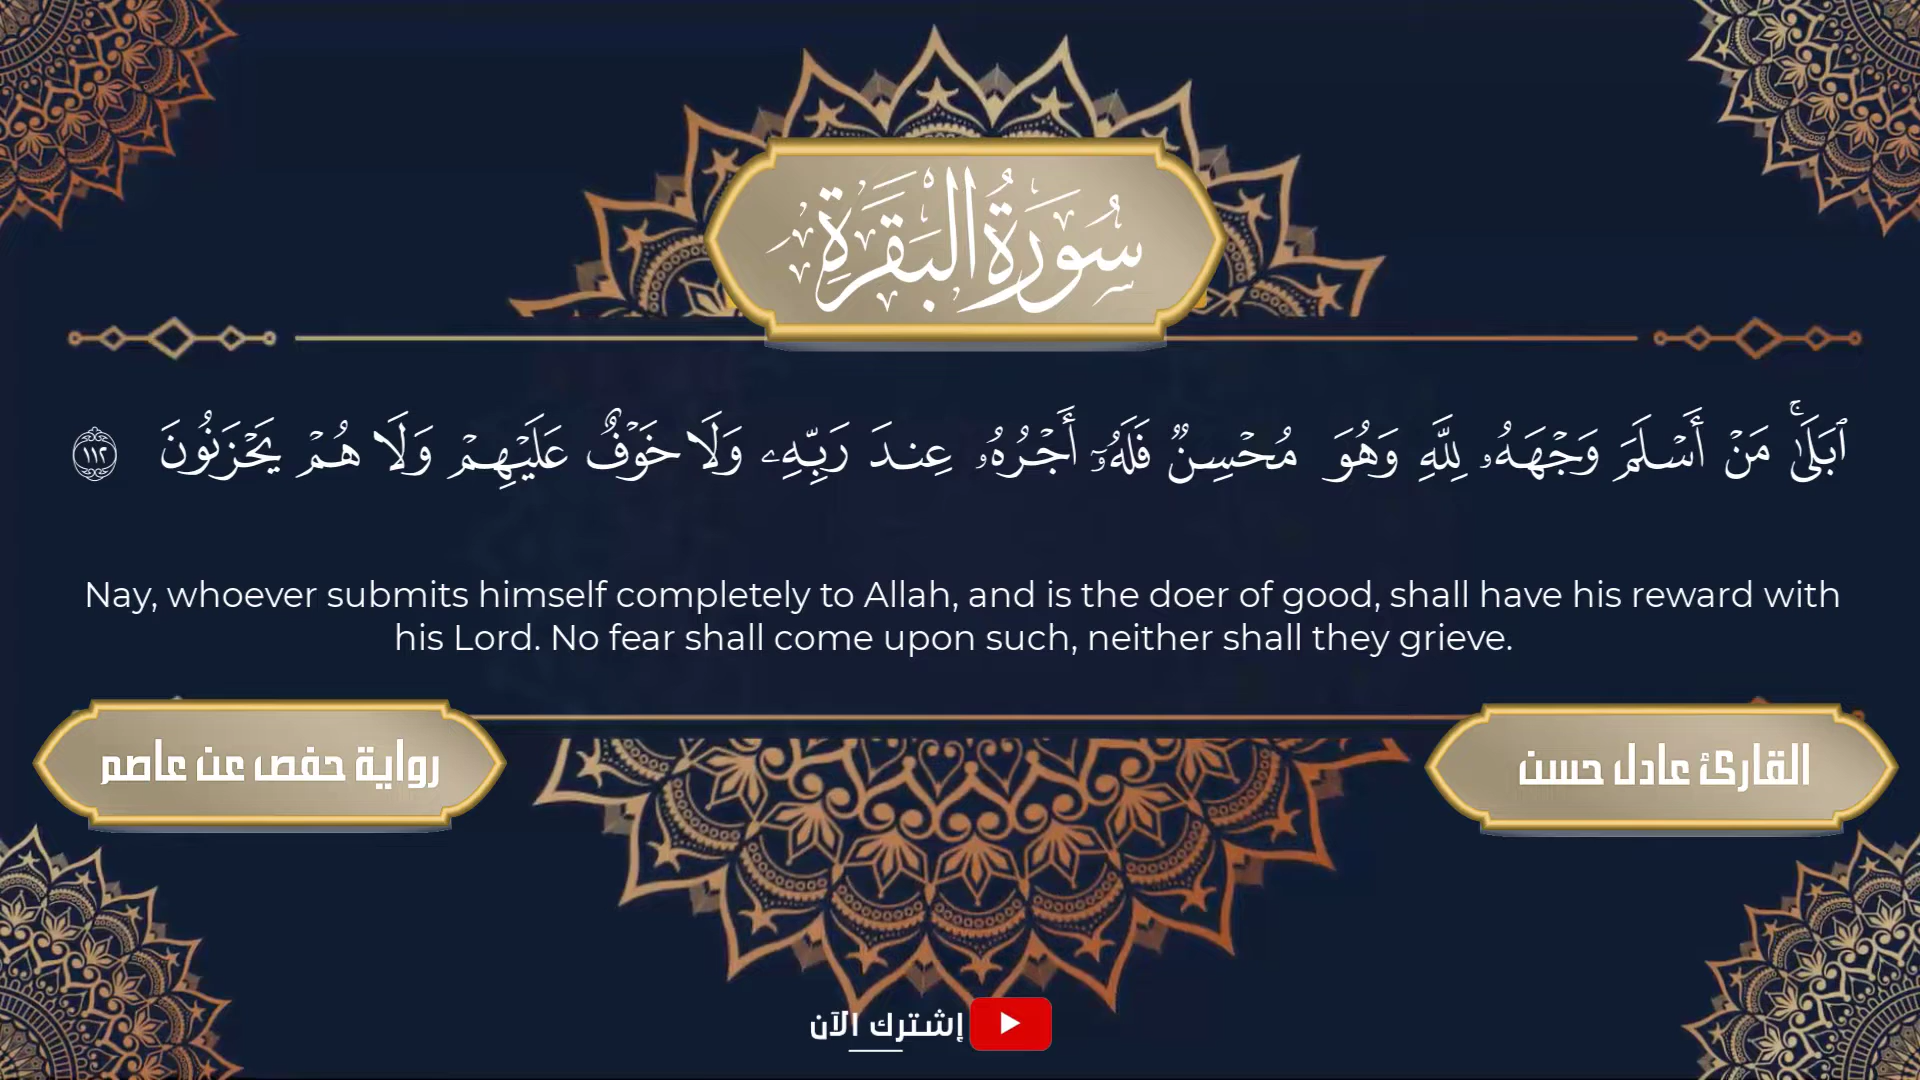 سُورَةُ الْبَقَرَةِ
ٱبَلَىٰۚ مَنْ أَسْلَمَ وَجْهَهُۥ لِلَّهِ وَهُوَ مُحْسِنٌ فَلَهُۥٓ أَجْرُهُۥ عِندَ رَبِّهِۦ وَلَا خَوْفٌ عَلَيْهِمْ وَلَا هُمْ يَحْزَنُونَ ١١٢
Nay, whoever submits himself completely to Allah, and is the doer of good, shall have his reward with
his Lord. No fear shall come upon such, neither shall they grieve.
القارئ عادل حسن
رواية حفص عن عاصم
إشترك الآن